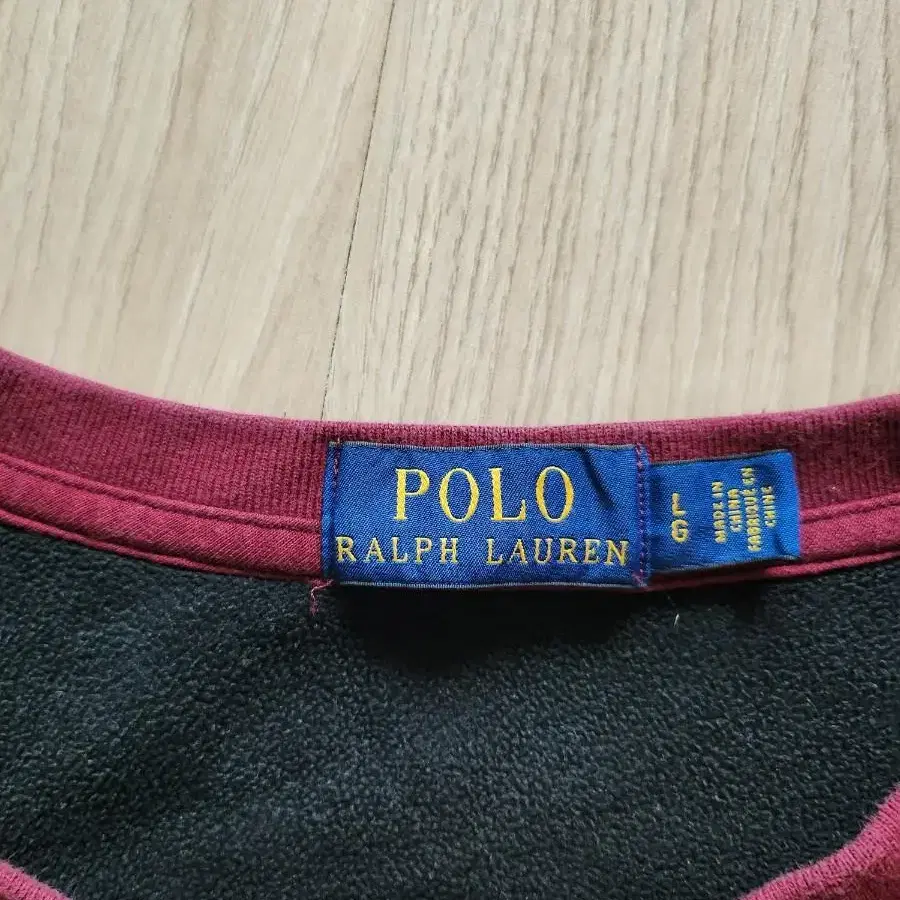 POLO
RALPH LAUREN
L
G
MADE IN
CHINA
FABRIQUÉ EN
CHINE